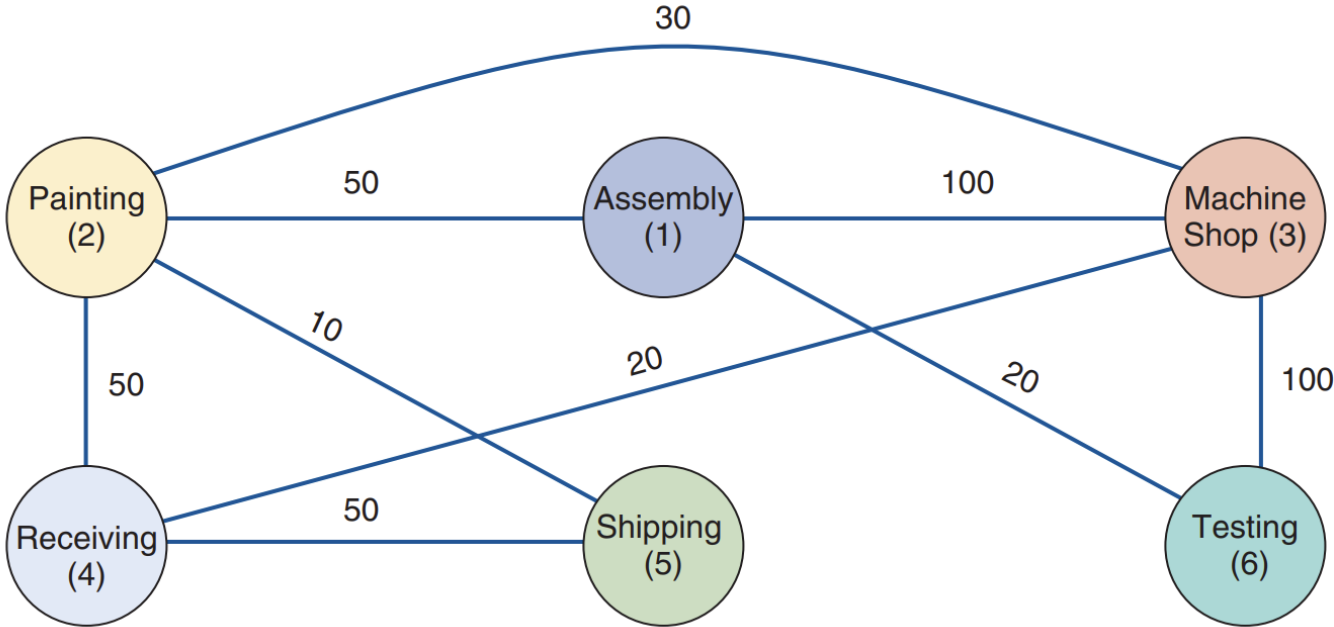 30
Painting
(2)
50
Assembly
(1)
100
Machine
Shop (3)
10
20
20
50
100
Receiving
(4)
50
Shipping
(5)
Testing
(6)